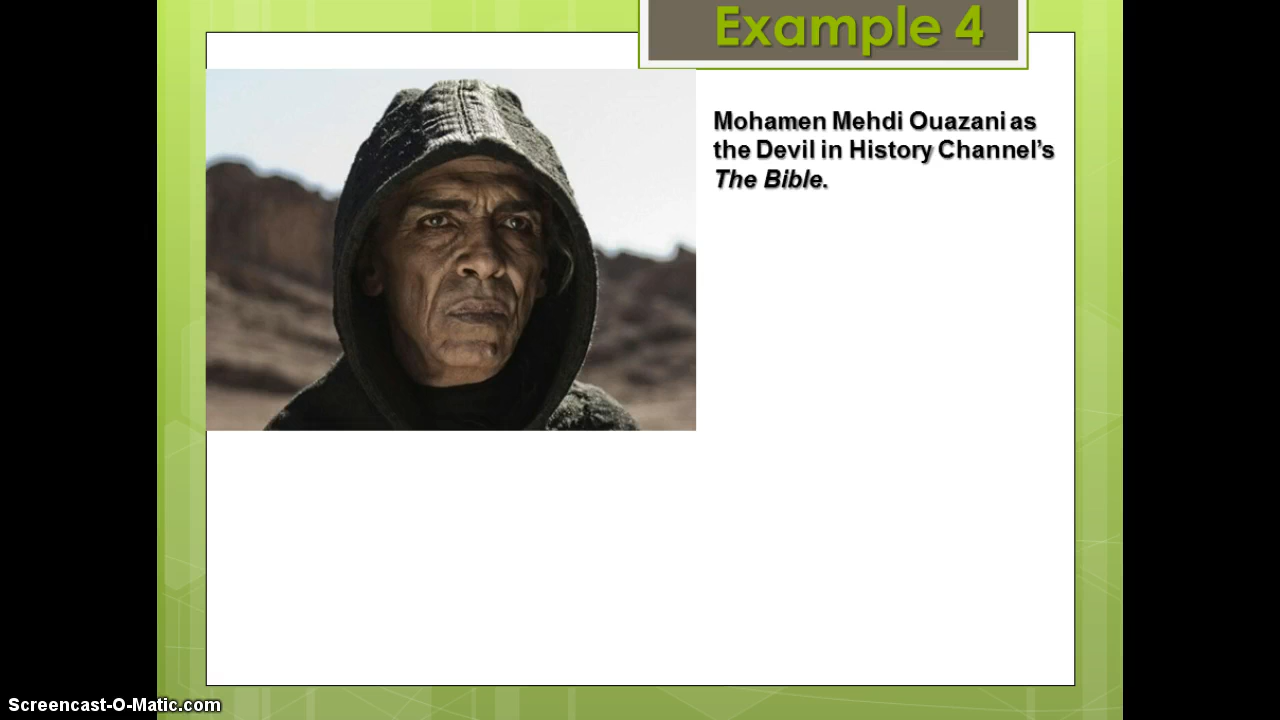 Example 4
Mohamen Mehdi Ouazani as
the Devil in History Channel's
The Bible.
Screencast-O-Matic.com